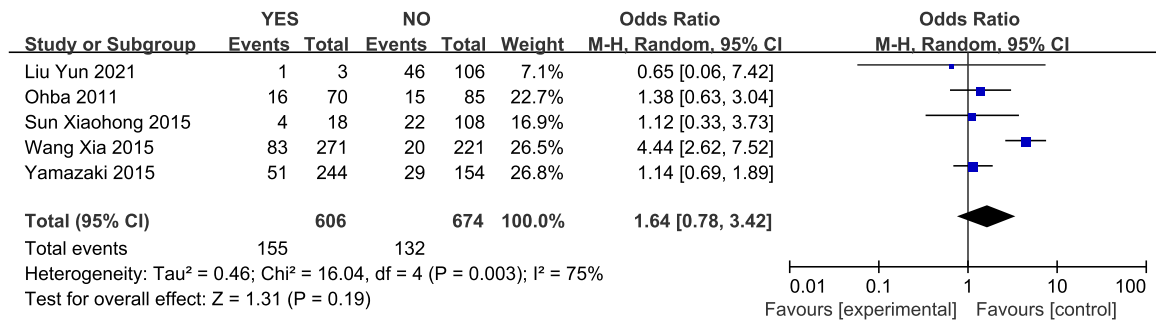 YES NO Odds Ratio Odds Ratio
Study or Subgroup Events Total Events Total Weight M-H, Random, 95% CI M-H, Random, 95% CI
Liu Yun 2021 1 3 46 106 7.1% 0.65 [0.06, 7.42]
Ohba 2011 16 70 15 85 22.7% 1.38 [0.63, 3.04]
Sun Xiaohong 2015 4 18 22 108 16.9% 1.12 [0.33, 3.73]
Wang Xia 2015 83 271 20 221 26.5% 4.44 [2.62, 7.52]
Yamazaki 2015 51 244 29 154 26.8% 1.14 [0.69, 1.89]
Total (95% CI) 606 674 100.0% 1.64 [0.78, 3.42]
Total events 155 132
Heterogeneity: Tau² = 0.46; Chi² = 16.04, df = 4 (P = 0.003); I² = 75%
Test for overall effect: Z = 1.31 (P = 0.19)
0.01 0.1 1 10 100
Favours [experimental] Favours [control]